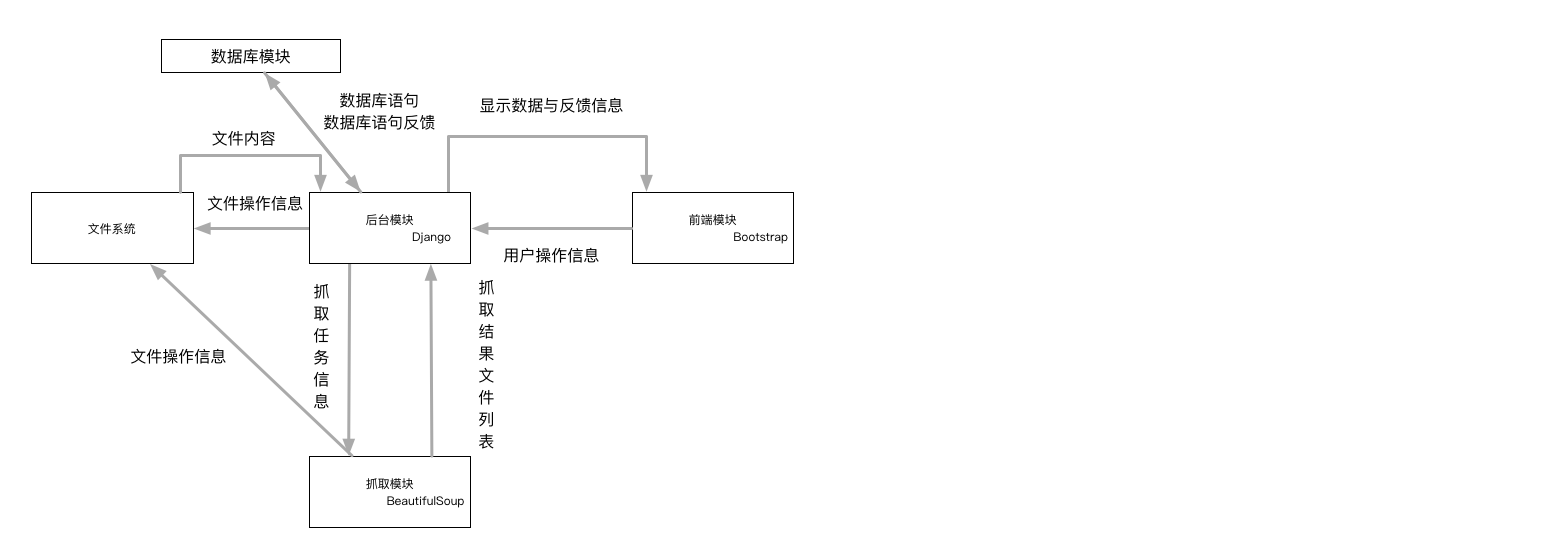 数据库模块
数据库语句
数据库语句反馈
显示数据与反馈信息
文件内容
文件操作信息
文件系统
后台模块
Django
前端模块
Bootstrap
用户操作信息
抓取任务信息
抓取结果文件列表
文件操作信息
抓取模块
BeautifulSoup